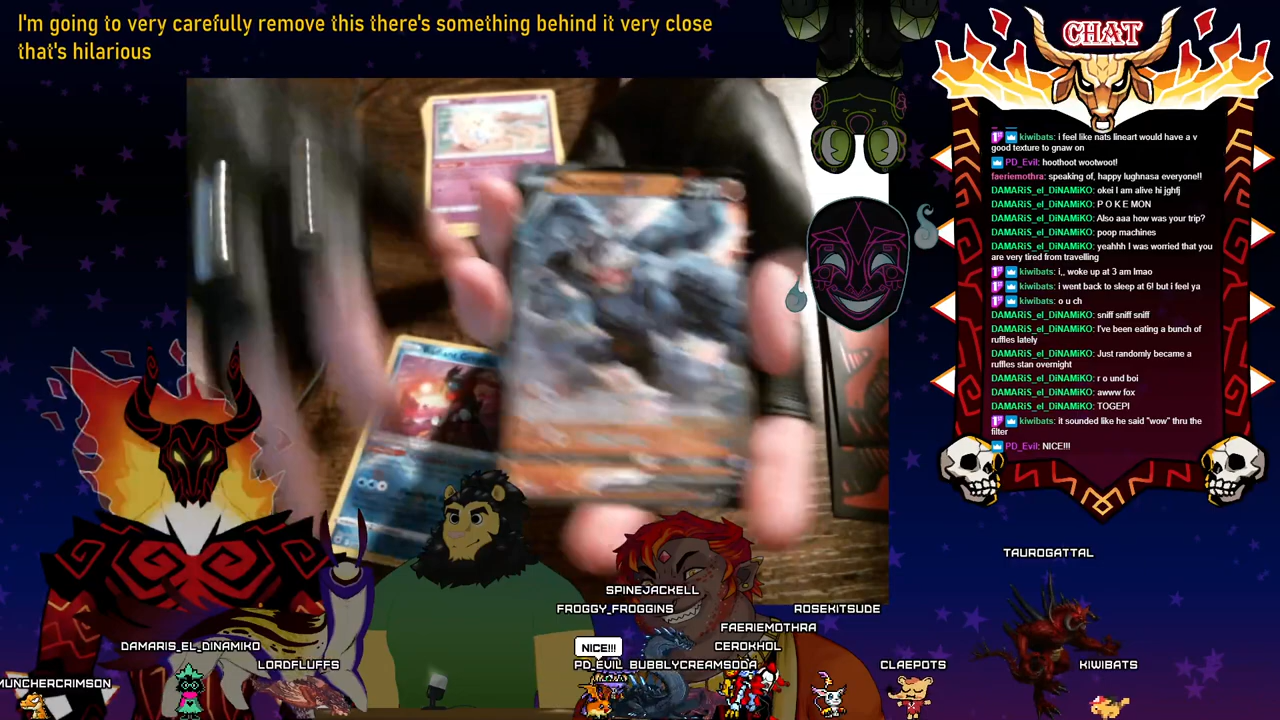 I'm going to very carefully remove this there's something behind it very close
that's hilarious
CHAT
kiwibats: i feel like nats lineart would have a v
good texture to gnaw on
PD_Evil: hoothoot wootwoot!
faeriemothra: speaking of, happy lughnasa everyone!!
DAMARiS_el_DiNAMiKO: okei I am alive hi jghfj
DAMARiS_el_DiNAMiKO: P O K E MON
DAMARiS_el_DiNAMiKO: Also aaa how was your trip?
DAMARiS_el_DiNAMiKO: poop machines
DAMARiS_el_DiNAMiKO: yeahhh I was worried that you
are very tired from travelling
kiwibats: i,, woke up at 3 am lmao
kiwibats: i went back to sleep at 6! but i feel ya
kiwibats: o u ch
DAMARiS_el_DiNAMiKO: sniff sniff sniff
DAMARiS_el_DiNAMiKO: I've been eating a bunch of
ruffles lately
DAMARiS_el_DiNAMiKO: Just randomly became a
ruffles stan overnight
DAMARiS_el_DiNAMiKO: r o und boi
DAMARiS_el_DiNAMiKO: awww fox
DAMARiS_el_DiNAMiKO: TOGEPI
kiwibats: it sounded like he said "wow" thru the
filter
PD_Evil: NICE!!!
TAUROGATTAL
SPINEJACKELL
FROGGY_FROGGINS
ROSEKITSUDE
FAERIEMOTHRA
DAMARIS_EL_DINAMIKO
NICE!!!
CEROKHOL
LORDFLUFFS
PD_EVIL
BUBBLYCREAMSODA
CLAEPOTS
KIWIBATS
MUNCHERCRIMSON